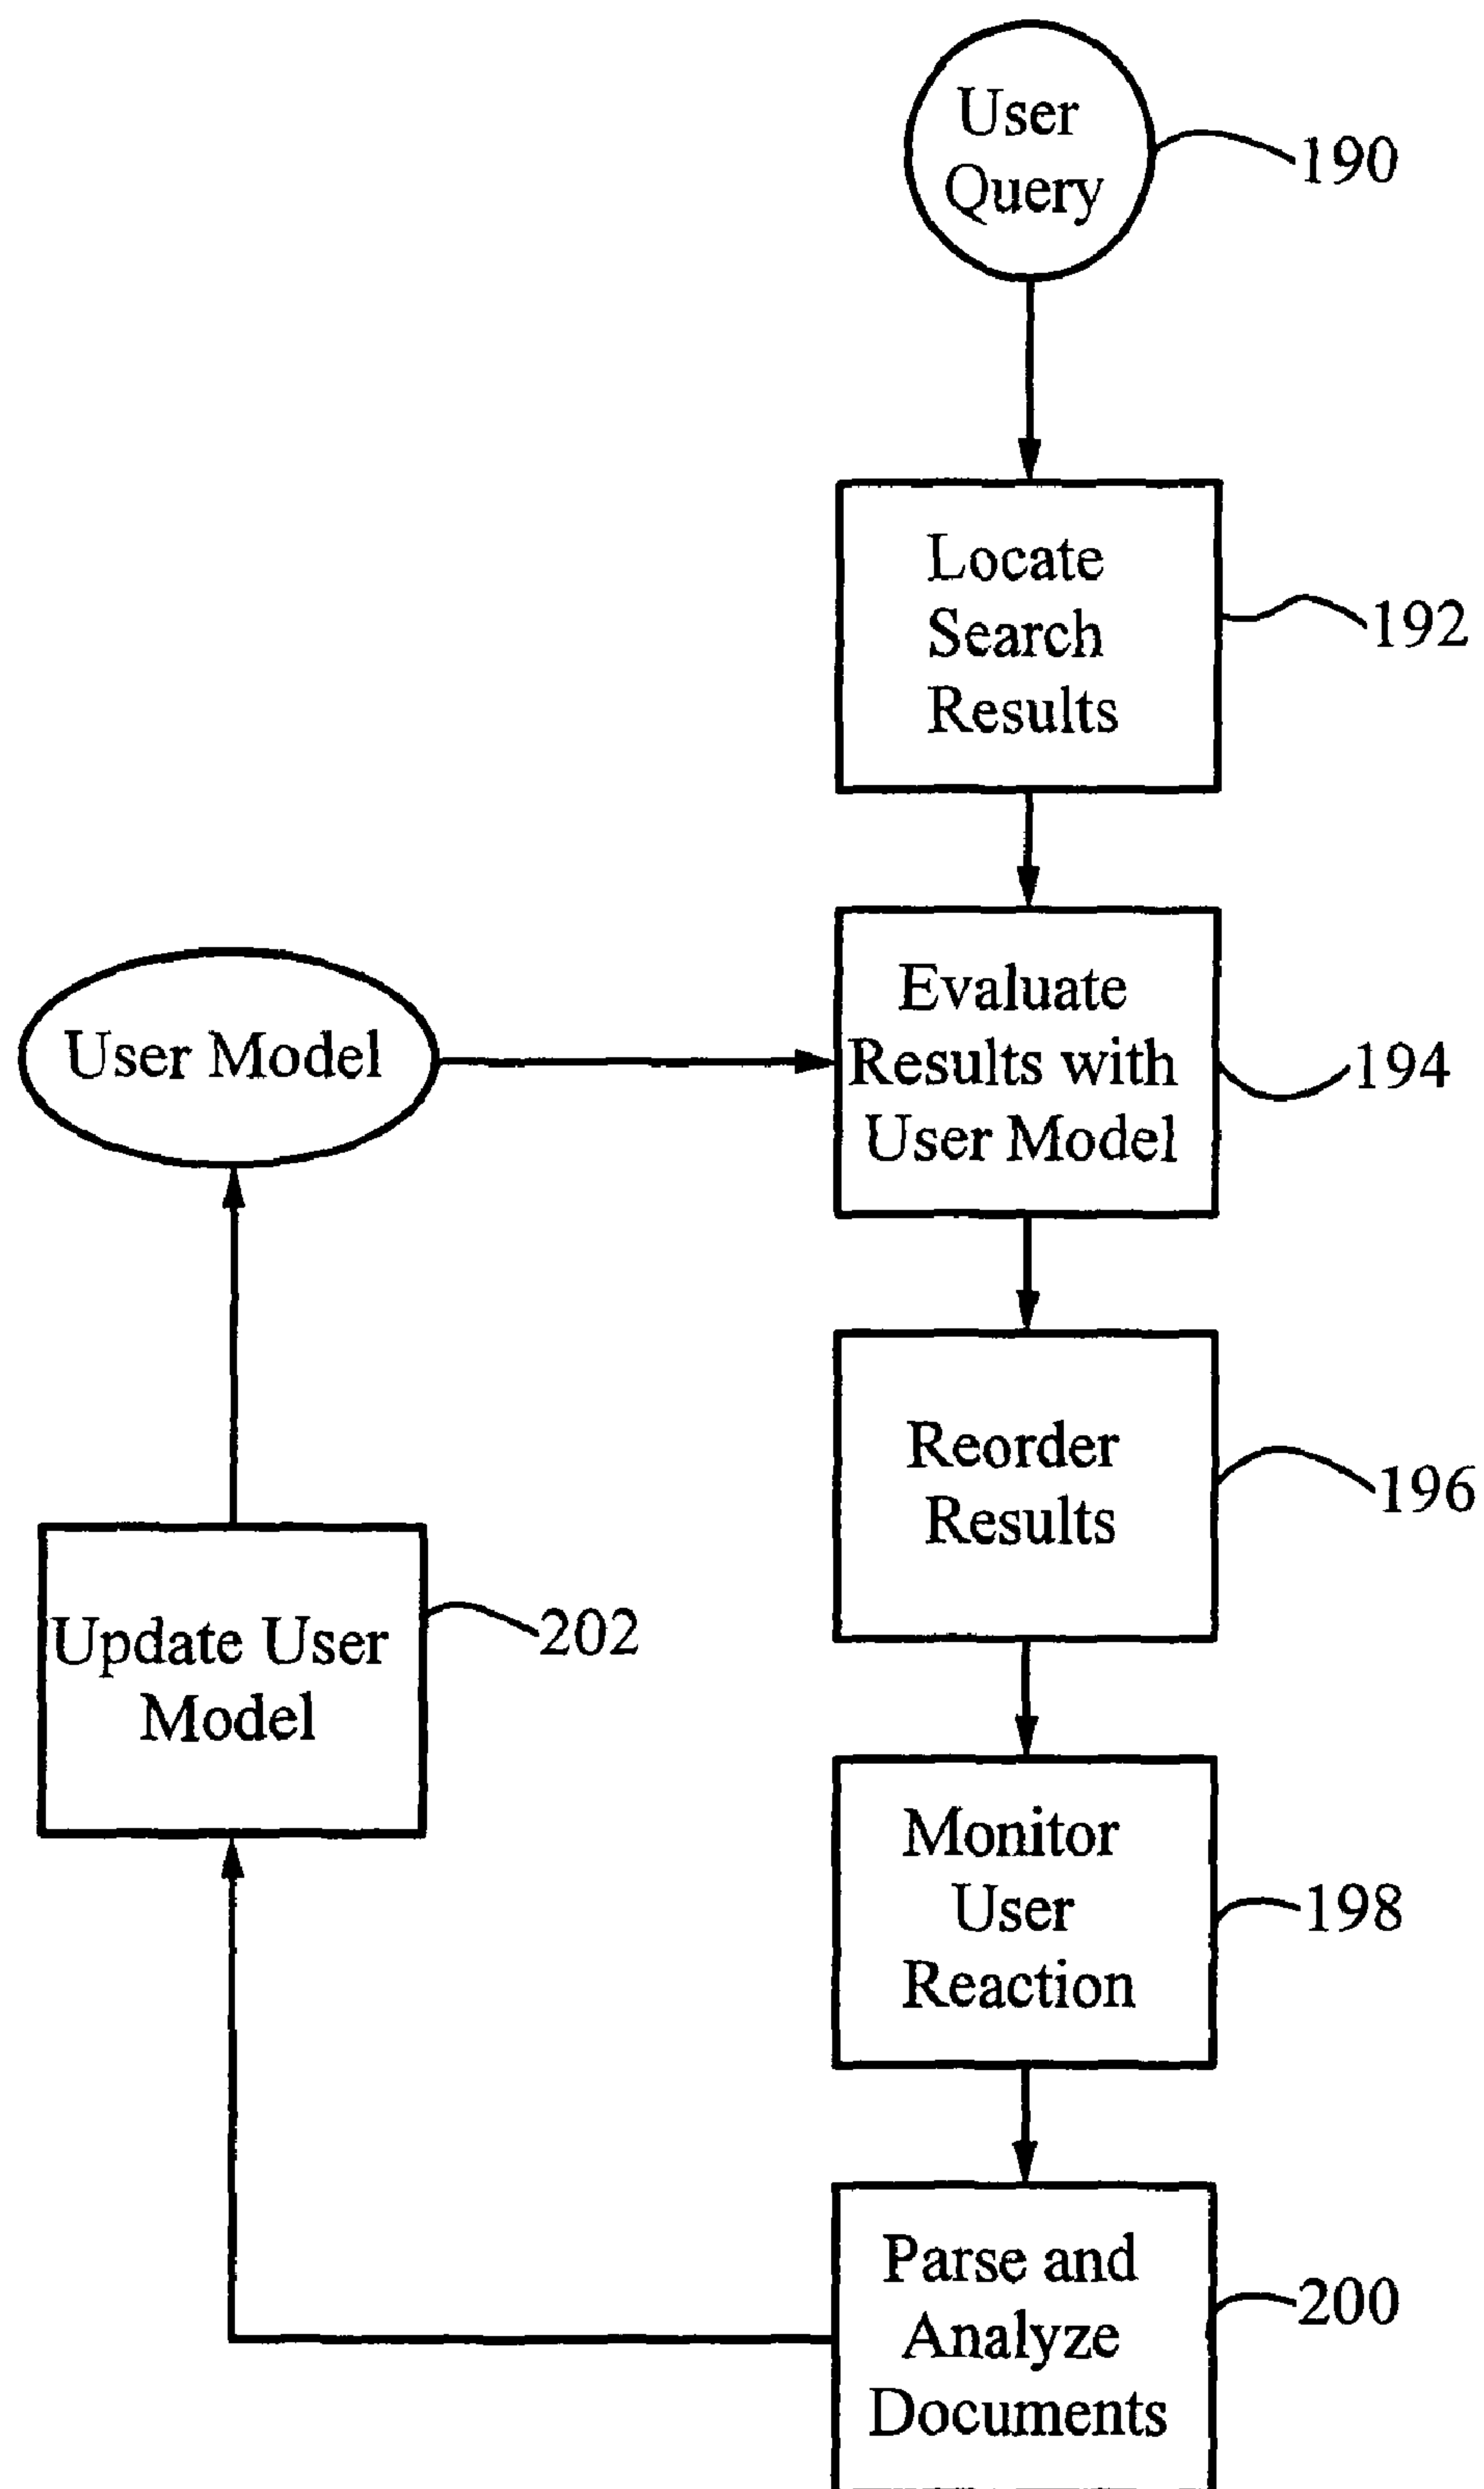 User
Query
190
Locate
Search
Results
192
Evaluate
Results with
User Model
194
User Model
Reorder
Results
196
Update User
Model
202
Monitor
User
Reaction
198
Parse and
Analyze
Documents
200